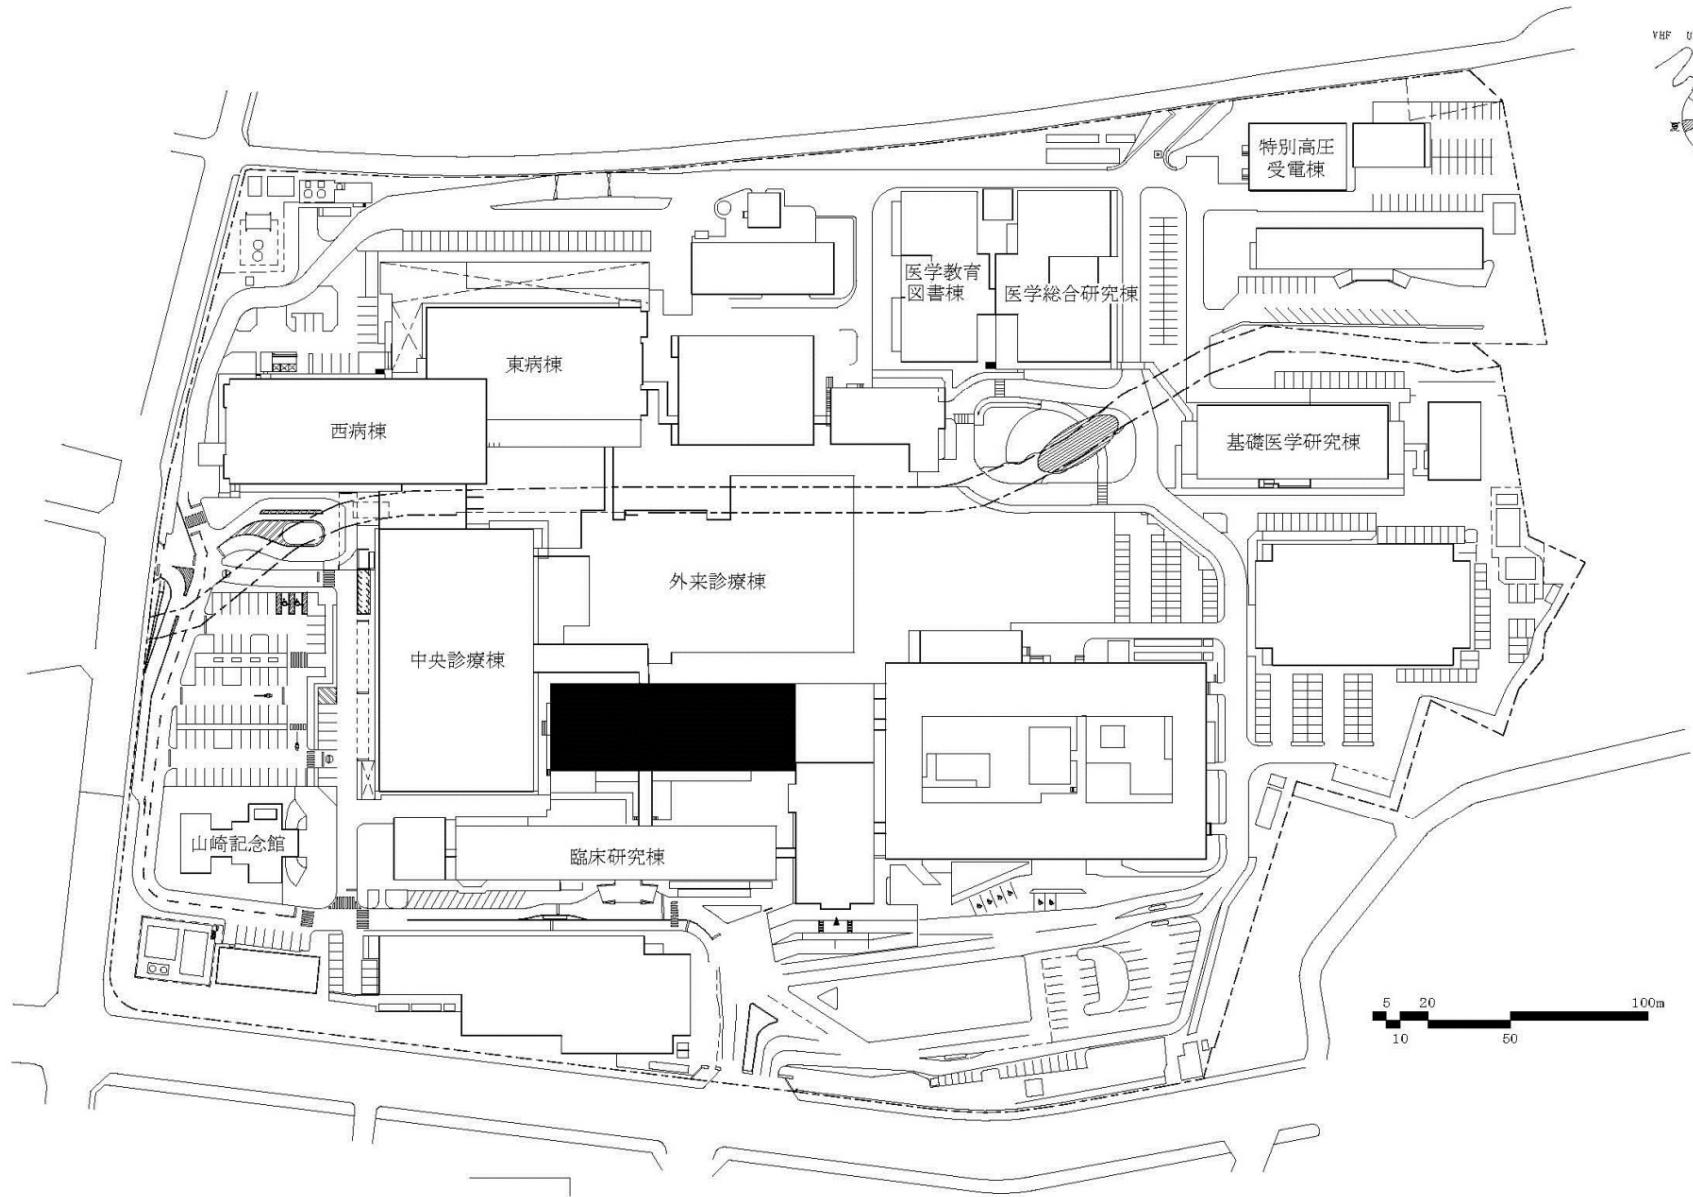 VHF U
夏
特別高圧
受電棟
医学教育
図書棟
医学総合研究棟
東病棟
西病棟
基礎医学研究棟
外来診療棟
中央診療棟
山崎記念館
臨床研究棟
5 20 100m
10 50